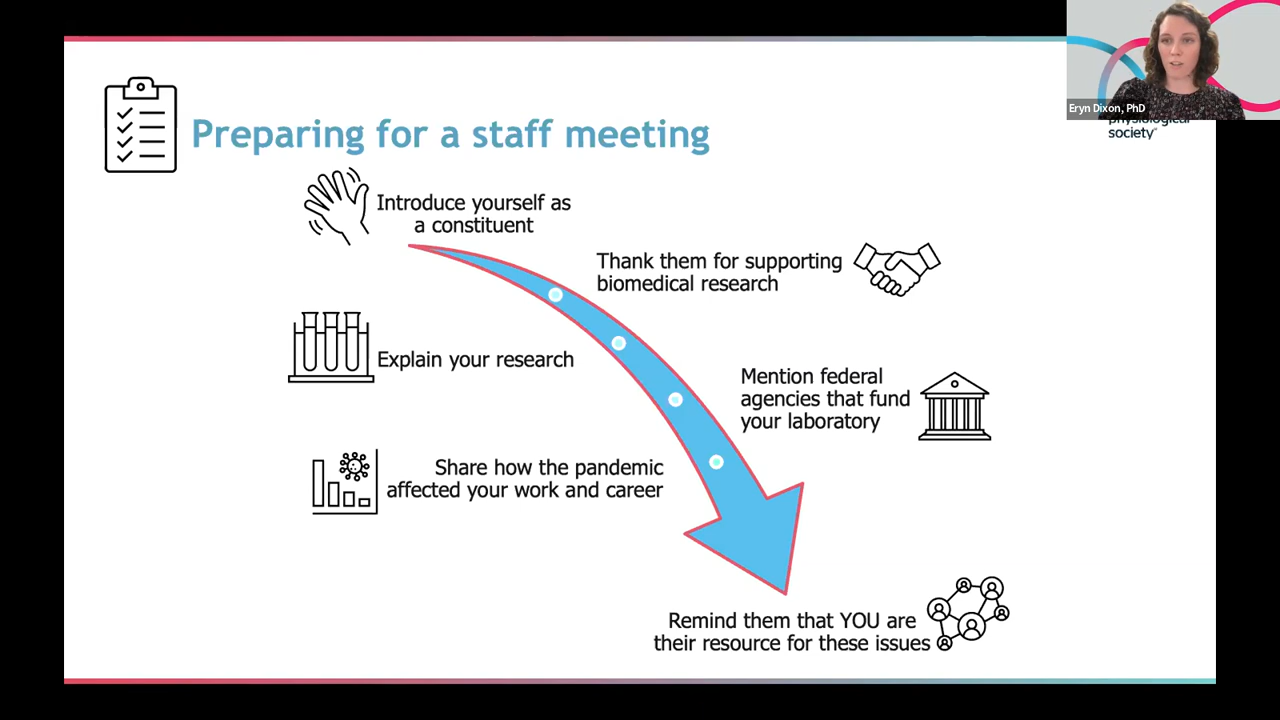 Eryn Dixon, PhD
physiological
society
Preparing for a staff meeting
Introduce yourself as
a constituent
Thank them for supporting
biomedical research
Explain your research
Mention federal
agencies that fund
your laboratory
Share how the pandemic
affected your work and career
Remind them that YOU are
their resource for these issues